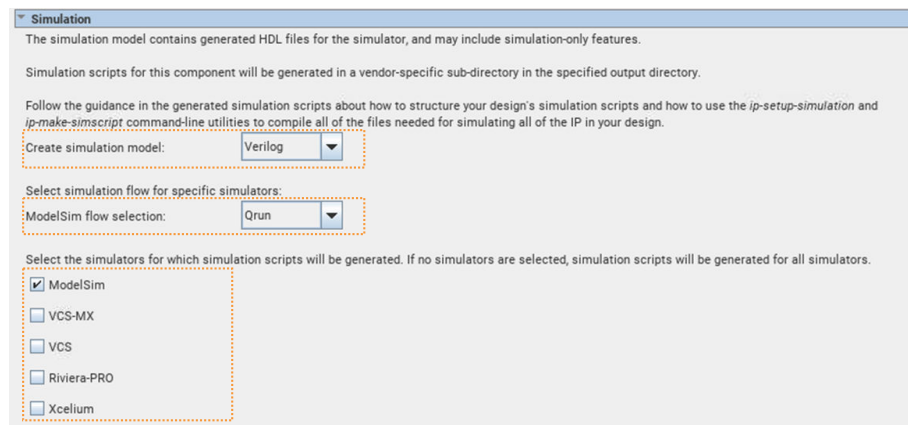 Simulation
The simulation model contains generated HDL files for the simulator, and may include simulation-only features.
Simulation scripts for this component will be generated in a vendor-specific sub-directory in the specified output directory.
Follow the guidance in the generated simulation scripts about how to structure your design's simulation scripts and how to use the ip-setup-simulation and
ip-make-simscript command-line utilities to compile all of the files needed for simulating all of the IP in your design.
Create simulation model: Verilog
Select simulation flow for specific simulators:
ModelSim flow selection: Qrun
Select the simulators for which simulation scripts will be generated. If no simulators are selected, simulation scripts will be generated for all simulators.
ModelSim
VCS-MX
VCS
Riviera-PRO
Xcelium